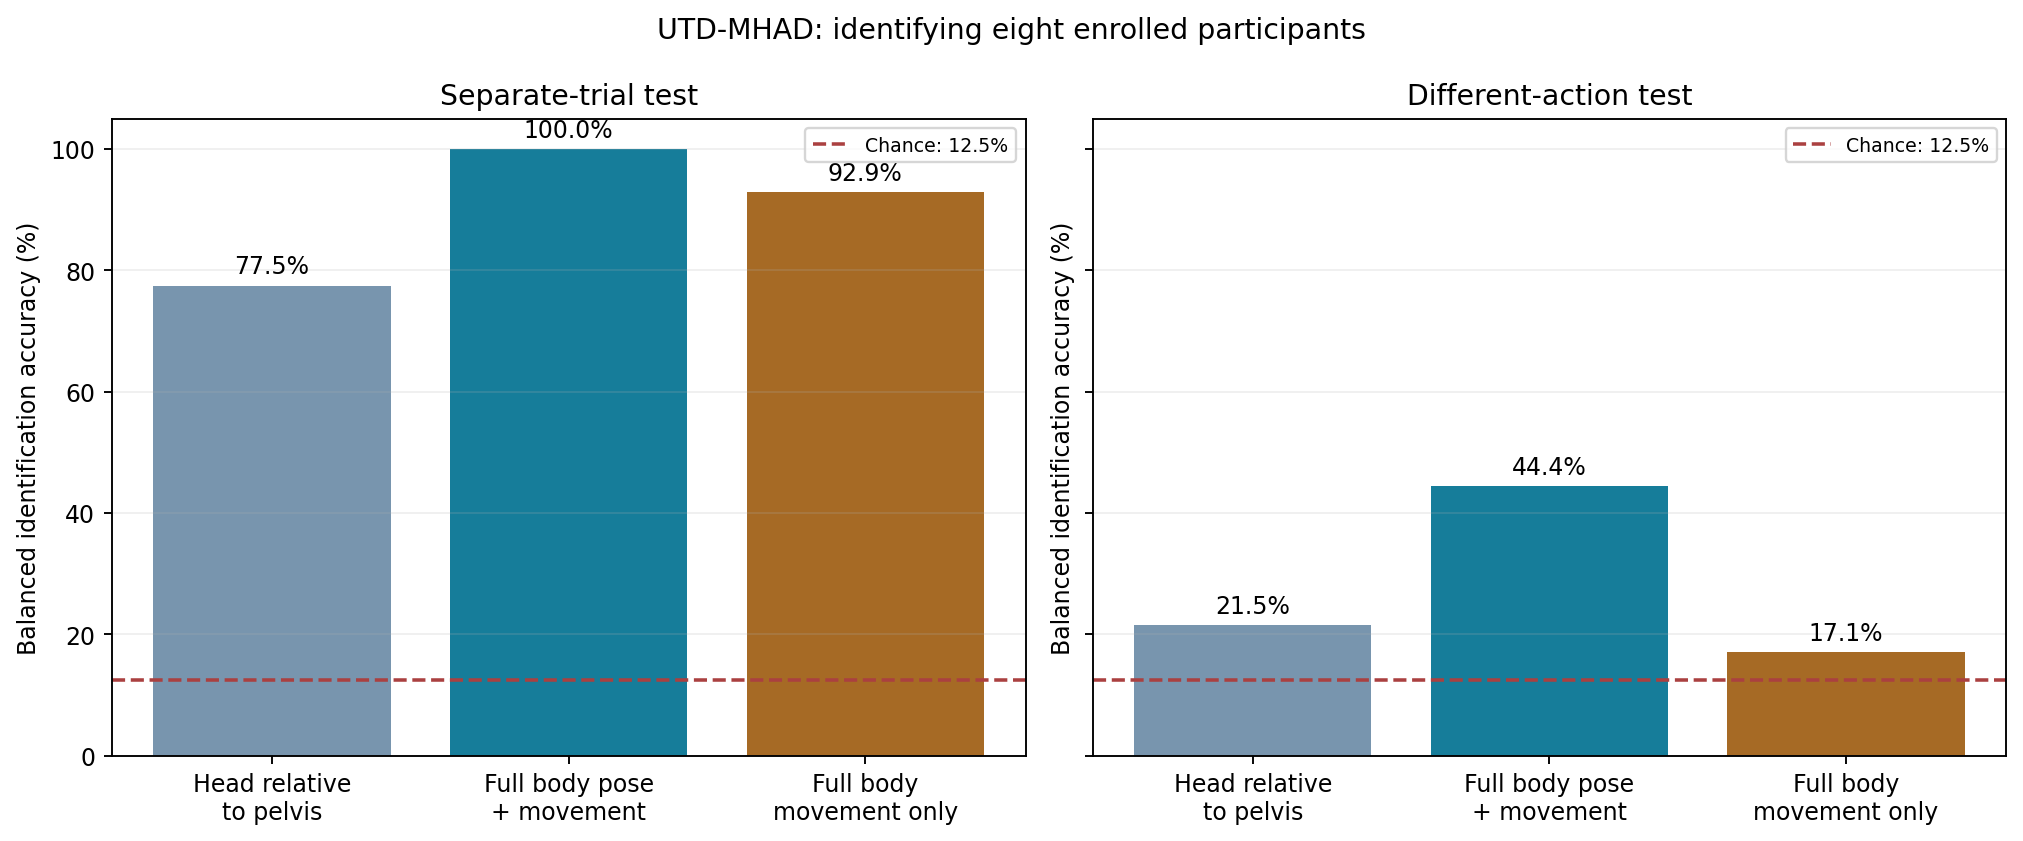 UTD-MHAD: identifying eight enrolled participants
Separate-trial test
Balanced identification accuracy (%)
100
80
60
40
20
0
77.5%
100.0%
92.9%
Chance: 12.5%
Head relative
to pelvis
Full body pose
+ movement
Full body
movement only
Different-action test
Balanced identification accuracy (%)
21.5%
44.4%
17.1%
Chance: 12.5%
Head relative
to pelvis
Full body pose
+ movement
Full body
movement only